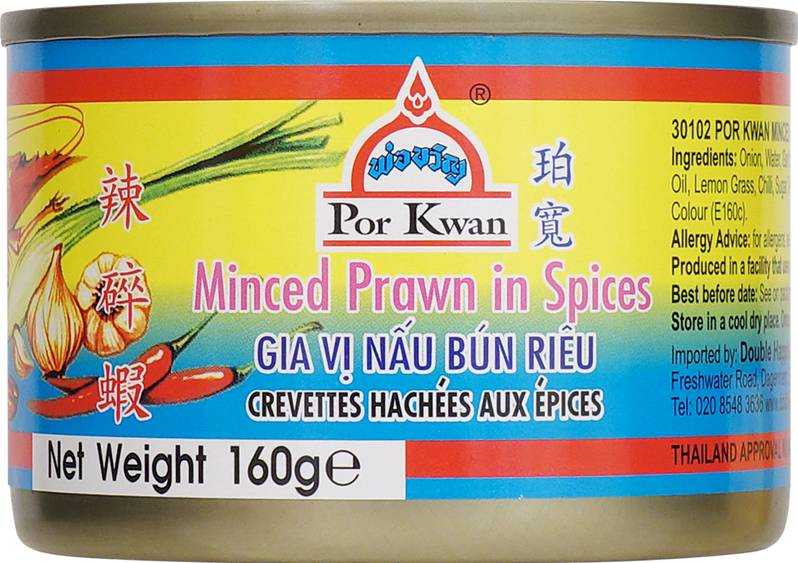 พ่อขวัญ
®
Por Kwan
珀寬
辣碎蝦
Minced Prawn in Spices
GIA VỊ NẤU BÚN RIÊU
CREVETTES HACHÉES AUX ÉPICES
Net Weight 160g℮
30102 POR KWAN MINCE
Ingredients: Onion, Water,
Oil, Lemon Grass, Chilli, Sugar
Colour (E160c).
Allergy Advice: for allergens,
Produced in a facility that
Best before date: See on
Store in a cool dry place.
Imported by: Double
Freshwater Road,
Tel: 020 8548 3636
THAILAND APPROVAL